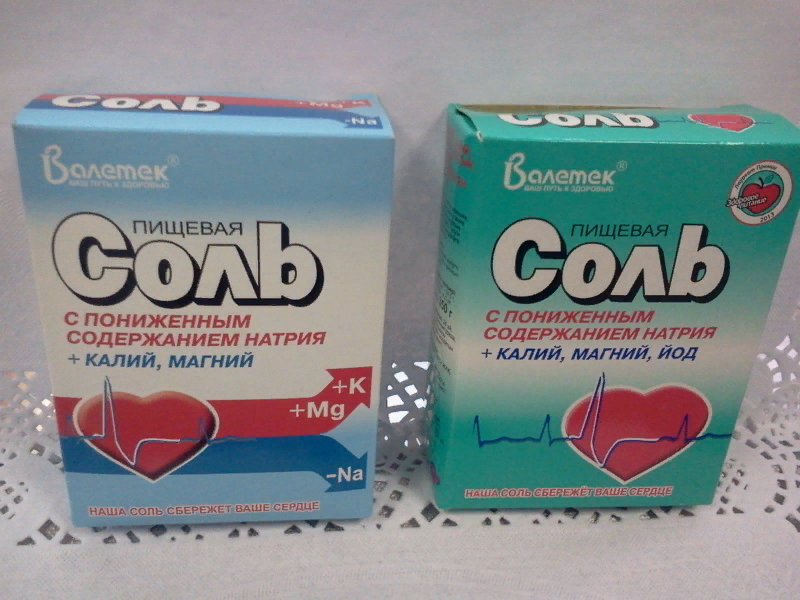 Соль
+Mg +K
-Na
Валетек®
ВАШ ПУТЬ К ЗДОРОВЬЮ
ПИЩЕВАЯ
Соль
С ПОНИЖЕННЫМ
СОДЕРЖАНИЕМ НАТРИЯ
+ КАЛИЙ, МАГНИЙ
+K
+Mg
-Na
НАША СОЛЬ СБЕРЕЖЕТ ВАШЕ СЕРДЦЕ
Соль
Валетек®
ВАШ ПУТЬ К ЗДОРОВЬЮ
Здоровое
питание
2013
ПИЩЕВАЯ
Соль
С ПОНИЖЕННЫМ
СОДЕРЖАНИЕМ НАТРИЯ
+ КАЛИЙ, МАГНИЙ, ЙОД
НАША СОЛЬ СБЕРЕЖЕТ ВАШЕ СЕРДЦЕ